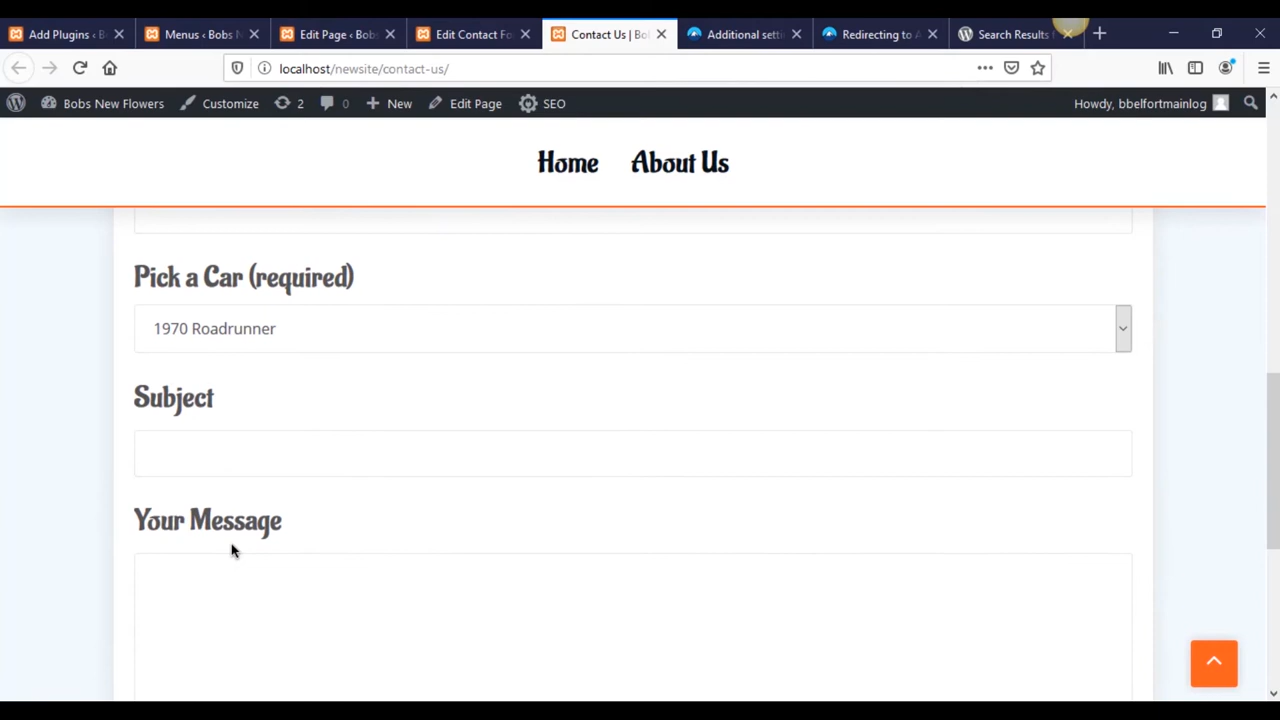 Add Plugins ‹ B
Menus ‹ Bobs N
Edit Page ‹ Bobs
Edit Contact Fo
Contact Us | Bo
Additional setti
Redirecting to A
Search Results f
localhost/newsite/contact-us/
Bobs New Flowers
Customize
2
0
New
Edit Page
SEO
Howdy, bbelfortmainlog
Home
About Us
Pick a Car (required)
1970 Roadrunner
Subject
Your Message